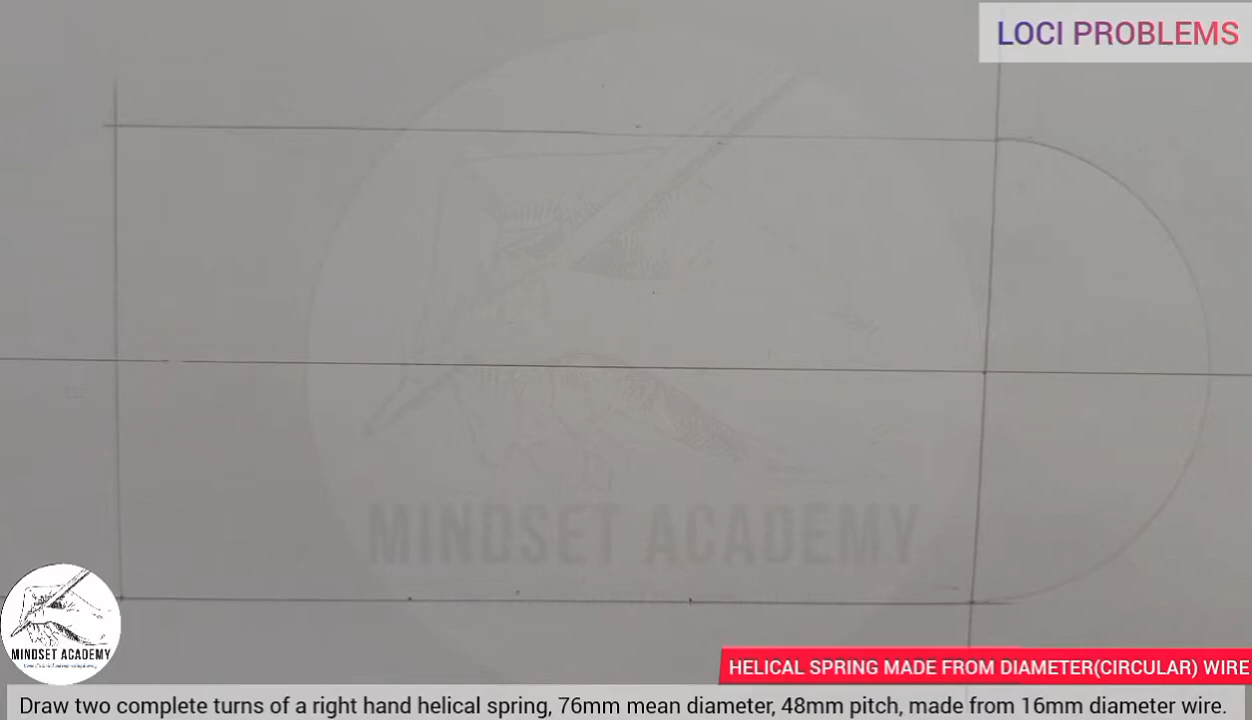 LOCI PROBLEMS
MINDSET ACADEMY
MINDSET ACADEMY
HELICAL SPRING MADE FROM DIAMETER(CIRCULAR) WIRE
Draw two complete turns of a right hand helical spring, 76mm mean diameter, 48mm pitch, made from 16mm diameter wire.